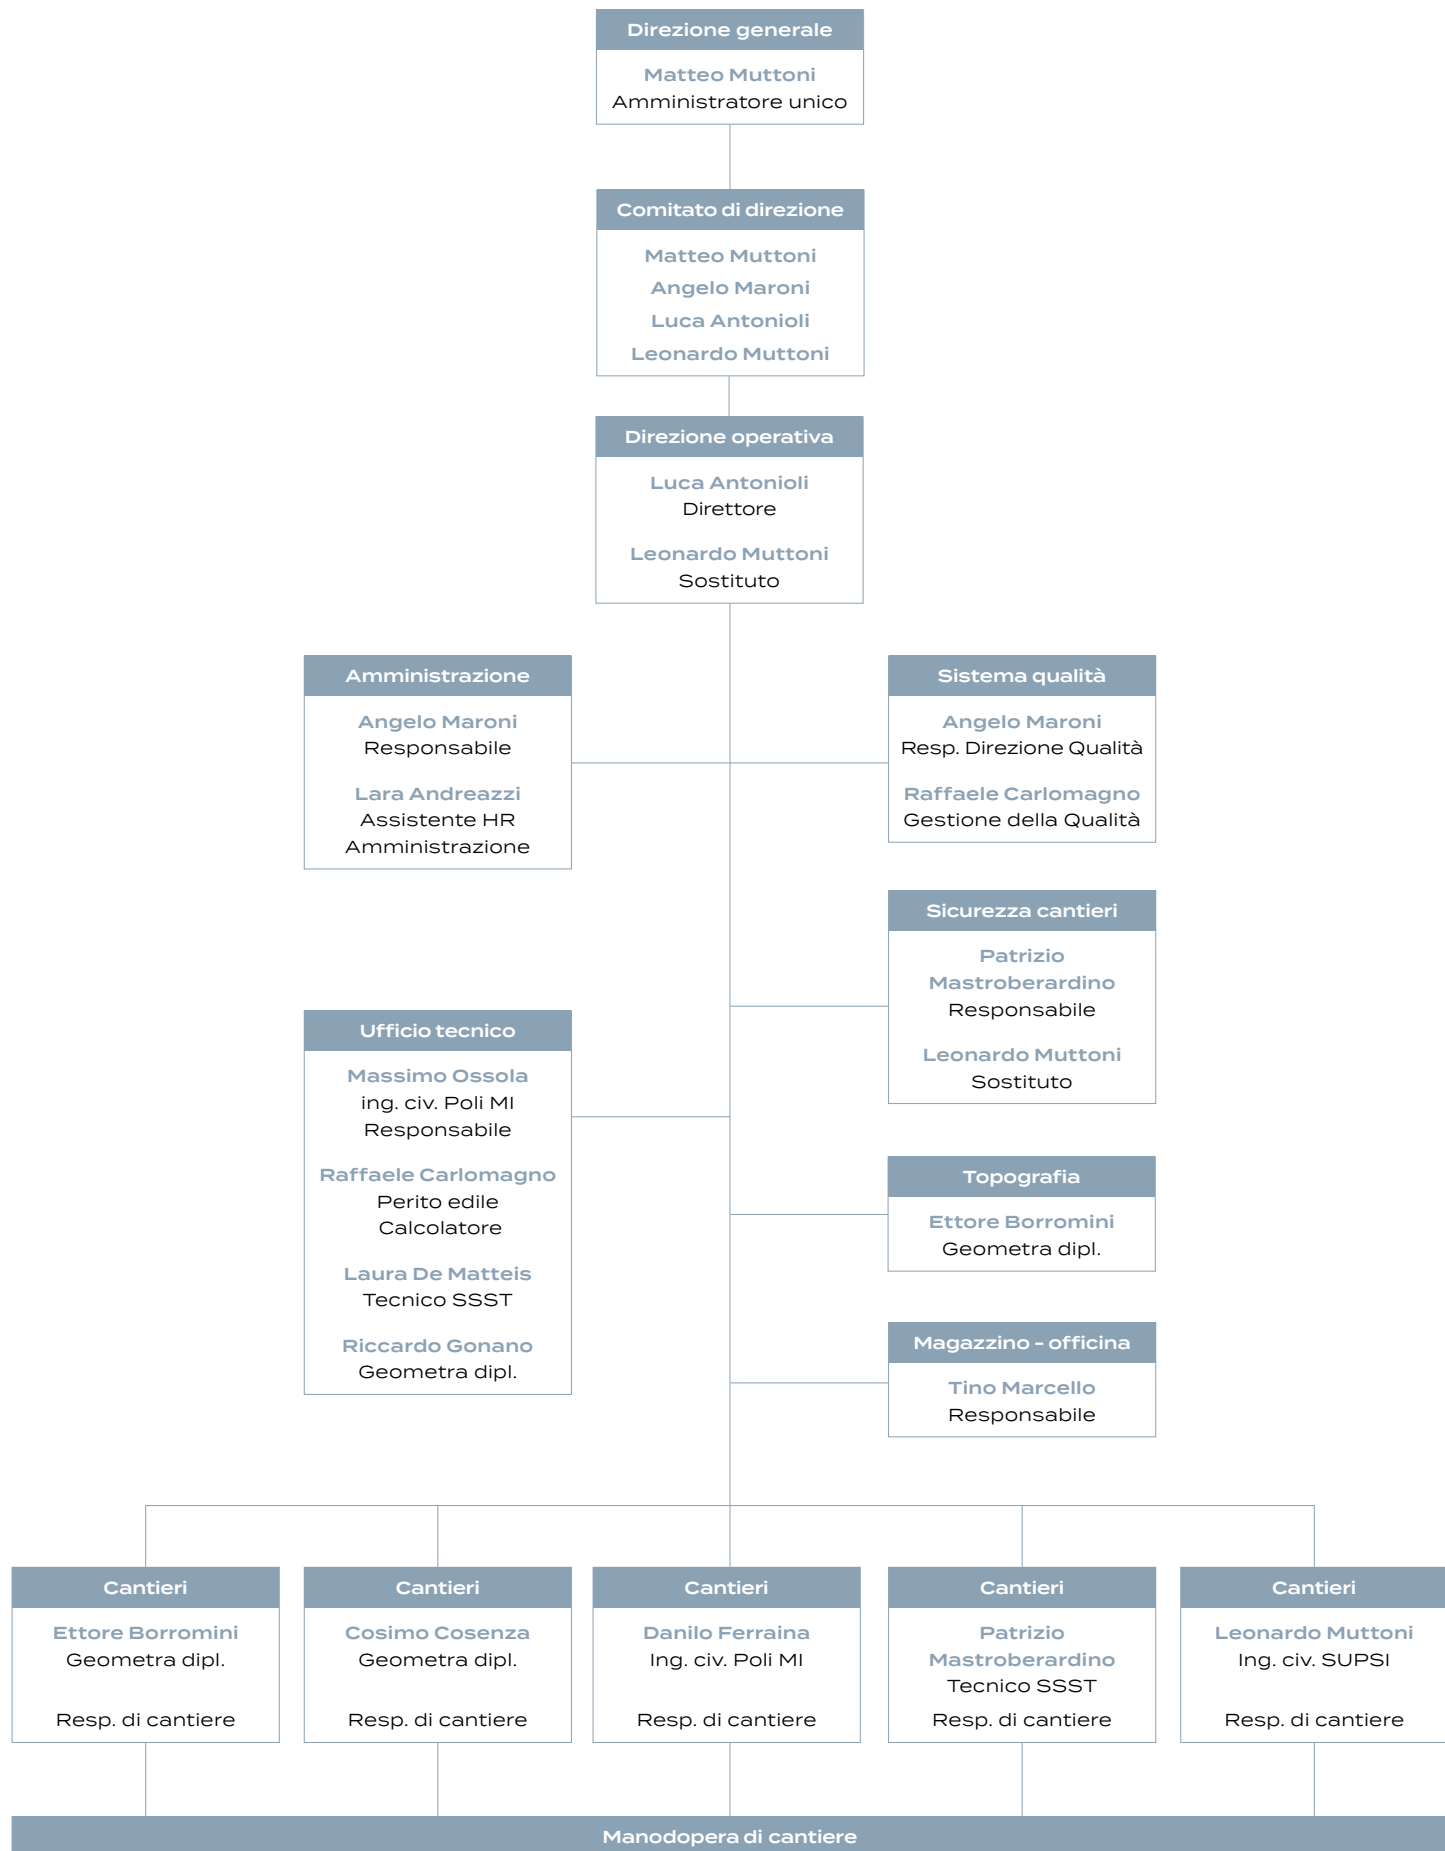 Direzione generale
Matteo Muttoni
Amministratore unico
Comitato di direzione
Matteo Muttoni
Angelo Maroni
Luca Antonioli
Leonardo Muttoni
Direzione operativa
Luca Antonioli
Direttore
Leonardo Muttoni
Sostituto
Amministrazione
Angelo Maroni
Responsabile
Lara Andreazzi
Assistente HR
Amministrazione
Sistema qualità
Angelo Maroni
Resp. Direzione Qualità
Raffaele Carlomagno
Gestione della Qualità
Sicurezza cantieri
Patrizio
Mastroberardino
Responsabile
Leonardo Muttoni
Sostituto
Ufficio tecnico
Massimo Ossola
ing. civ. Poli MI
Responsabile
Raffaele Carlomagno
Perito edile
Calcolatore
Laura De Matteis
Tecnico SSST
Riccardo Gonano
Geometra dipl.
Topografia
Ettore Borromini
Geometra dipl.
Magazzino - officina
Tino Marcello
Responsabile
Cantieri
Ettore Borromini
Geometra dipl.
Resp. di cantiere
Cantieri
Cosimo Cosenza
Geometra dipl.
Resp. di cantiere
Cantieri
Danilo Ferraina
Ing. civ. Poli MI
Resp. di cantiere
Cantieri
Patrizio
Mastroberardino
Tecnico SSST
Resp. di cantiere
Cantieri
Leonardo Muttoni
Ing. civ. SUPSI
Resp. di cantiere
Manodopera di cantiere